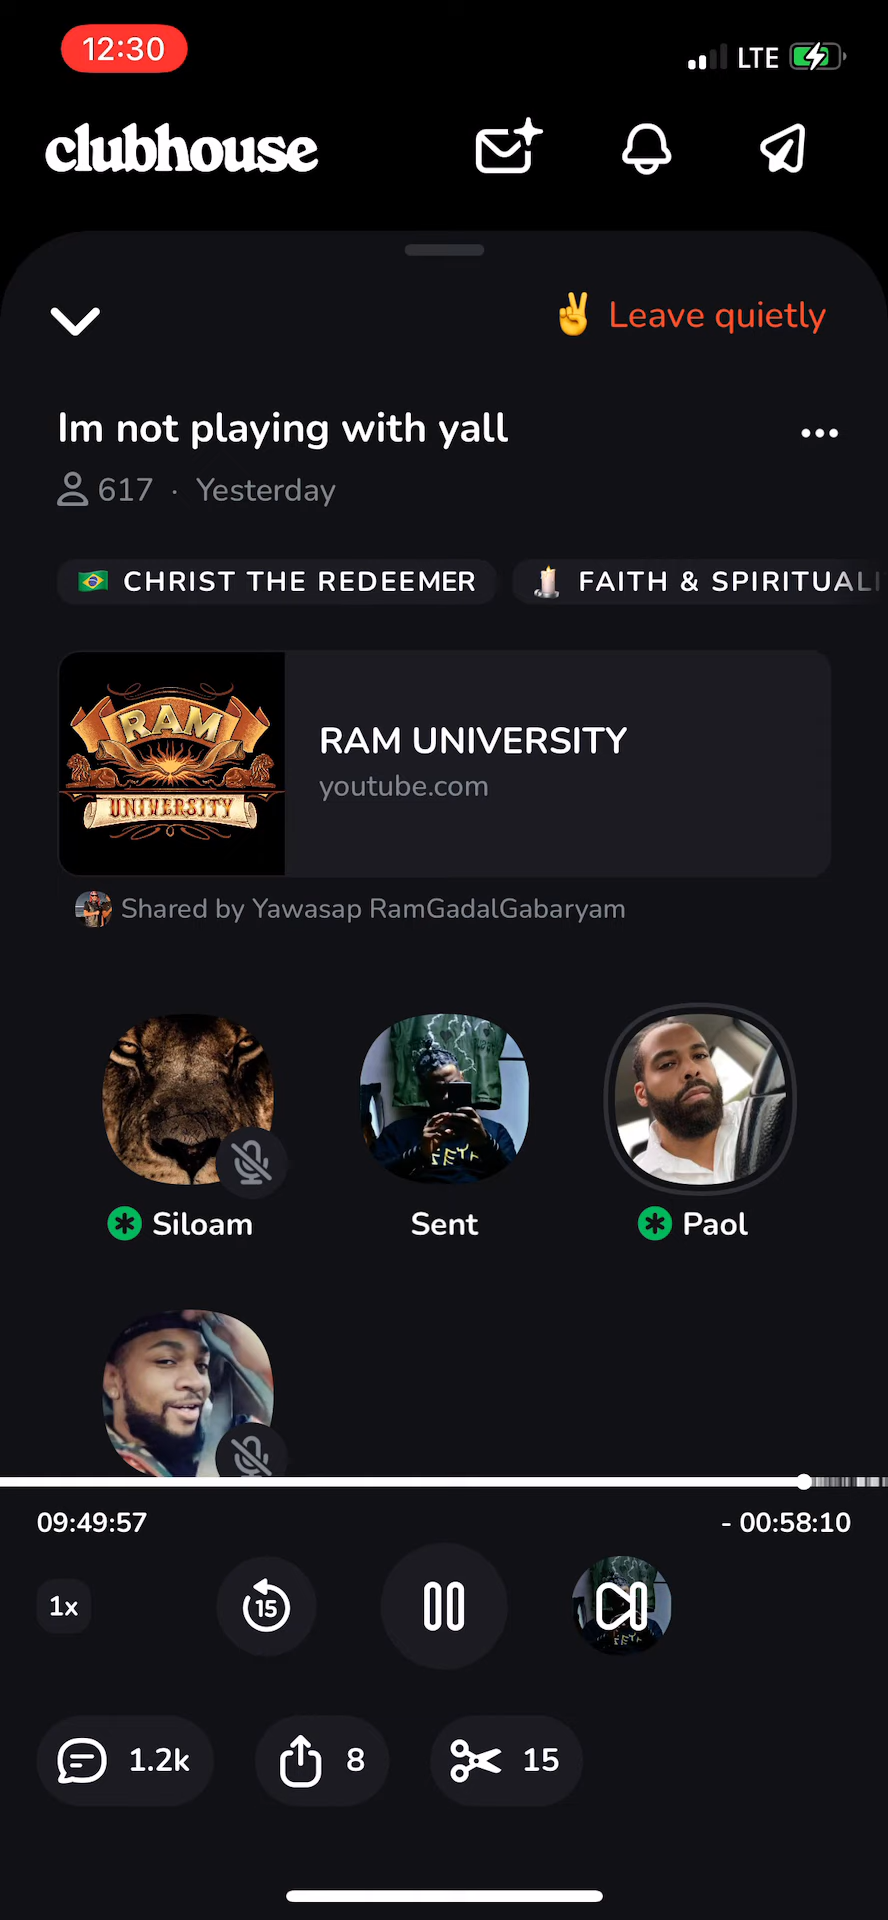 12:30
LTE
clubhouse
✌️ Leave quietly
Im not playing with yall
617 · Yesterday
🇧🇷 CHRIST THE REDEEMER
🕯️ FAITH & SPIRITUALI
RAM
UNIVERSITY
RAM UNIVERSITY
youtube.com
Shared by Yawasap RamGadalGabaryam
Siloam
Sent
Paol
09:49:57
- 00:58:10
1x
15
1.2k
8
15